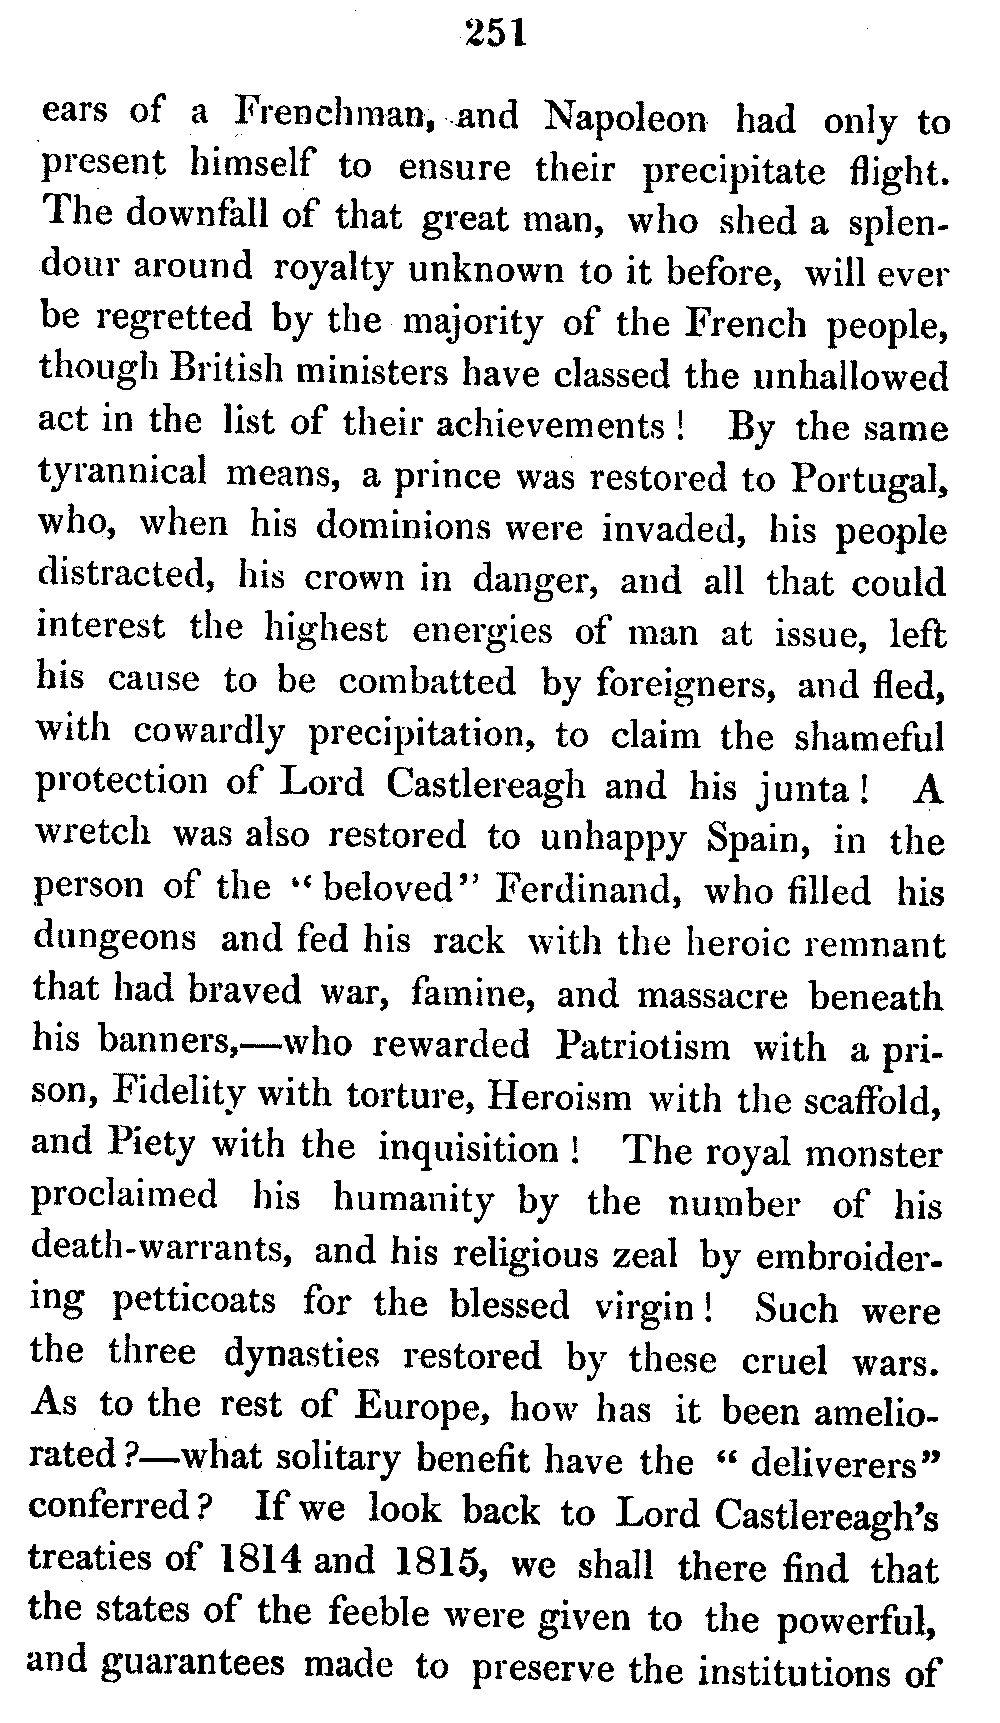 251
ears of a Frenchman, and Napoleon had only to
present himself to ensure their precipitate flight.
The downfall of that great man, who shed a splen-
dour around royalty unknown to it before, will ever
be regretted by the majority of the French people,
though British ministers have classed the unhallowed
act in the list of their achievements ! By the same
tyrannical means, a prince was restored to Portugal,
who, when his dominions were invaded, his people
distracted, his crown in danger, and all that could
interest the highest energies of man at issue, left
his cause to be combatted by foreigners, and fled,
with cowardly precipitation, to claim the shameful
protection of Lord Castlereagh and his junta ! A
wretch was also restored to unhappy Spain, in the
person of the “ beloved” Ferdinand, who filled his
dungeons and fed his rack with the heroic remnant
that had braved war, famine, and massacre beneath
his banners,—who rewarded Patriotism with a pri-
son, Fidelity with torture, Heroism with the scaffold,
and Piety with the inquisition ! The royal monster
proclaimed his humanity by the number of his
death-warrants, and his religious zeal by embroider-
ing petticoats for the blessed virgin ! Such were
the three dynasties restored by these cruel wars.
As to the rest of Europe, how has it been amelio-
rated ?—what solitary benefit have the “ deliverers”
conferred ? If we look back to Lord Castlereagh's
treaties of 1814 and 1815, we shall there find that
the states of the feeble were given to the powerful,
and guarantees made to preserve the institutions of